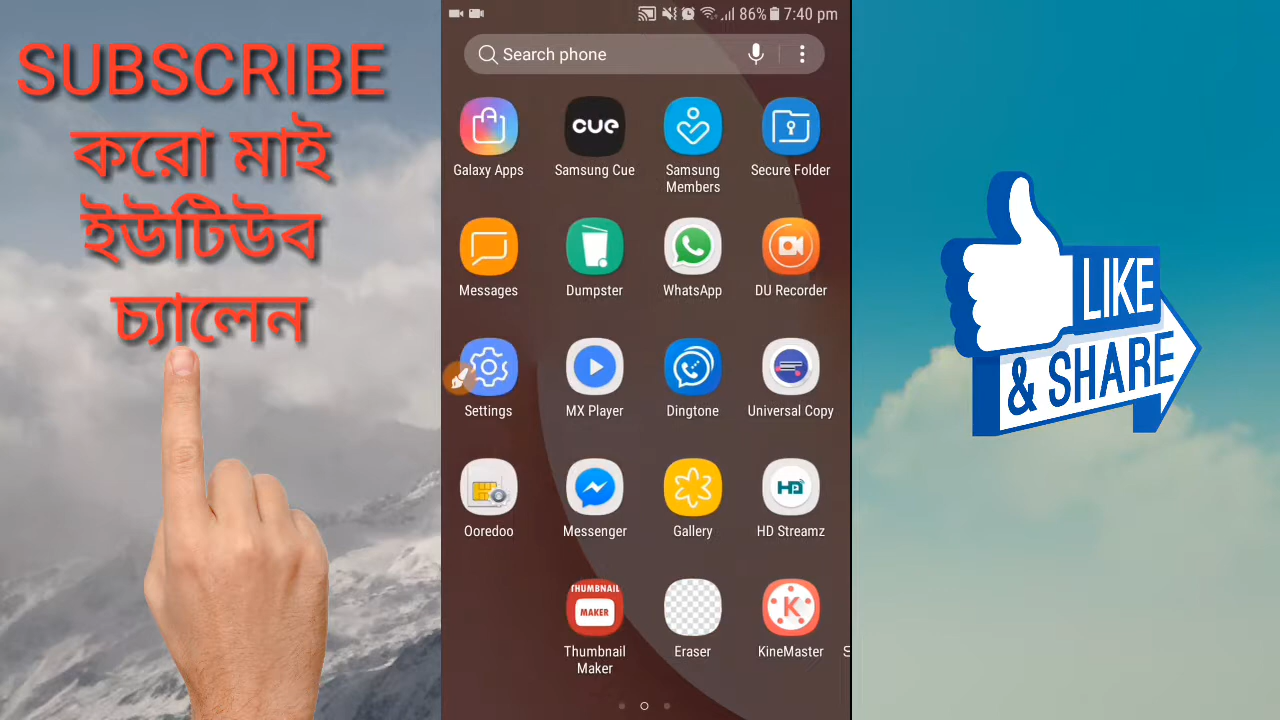 SUBSCRIBE
করো মাই
ইউটিউব
চ্যালেন
86% 7:40 pm
Search phone
Galaxy Apps
cue
Samsung Cue
Samsung
Members
Secure Folder
Messages
Dumpster
WhatsApp
DU Recorder
Settings
MX Player
Dingtone
Universal Copy
Ooredoo
Messenger
Gallery
HD
HD Streamz
THUMBNAIL
MAKER
Thumbnail
Maker
Eraser
K
KineMaster
S
LIKE
& SHARE